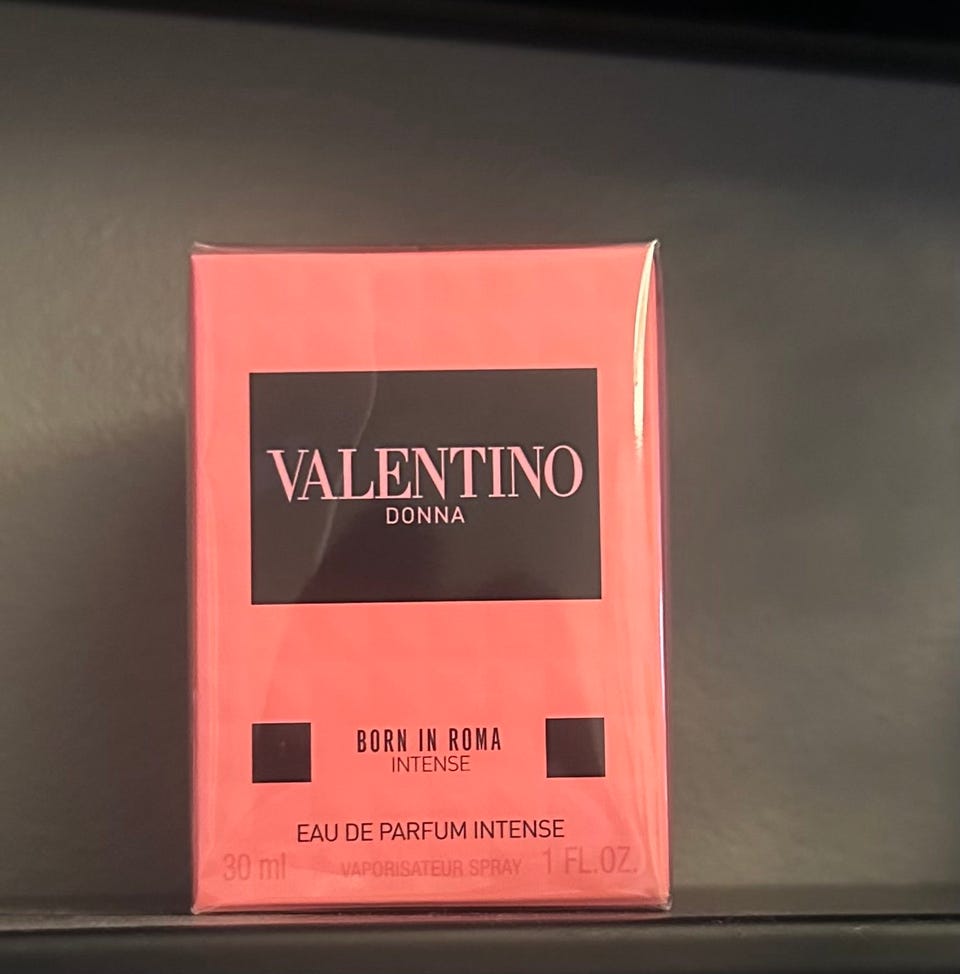 VALENTINO
DONNA
BORN IN ROMA
INTENSE
EAU DE PARFUM INTENSE
30 ml VAPORISATEUR SPRAY 1 FL.OZ.